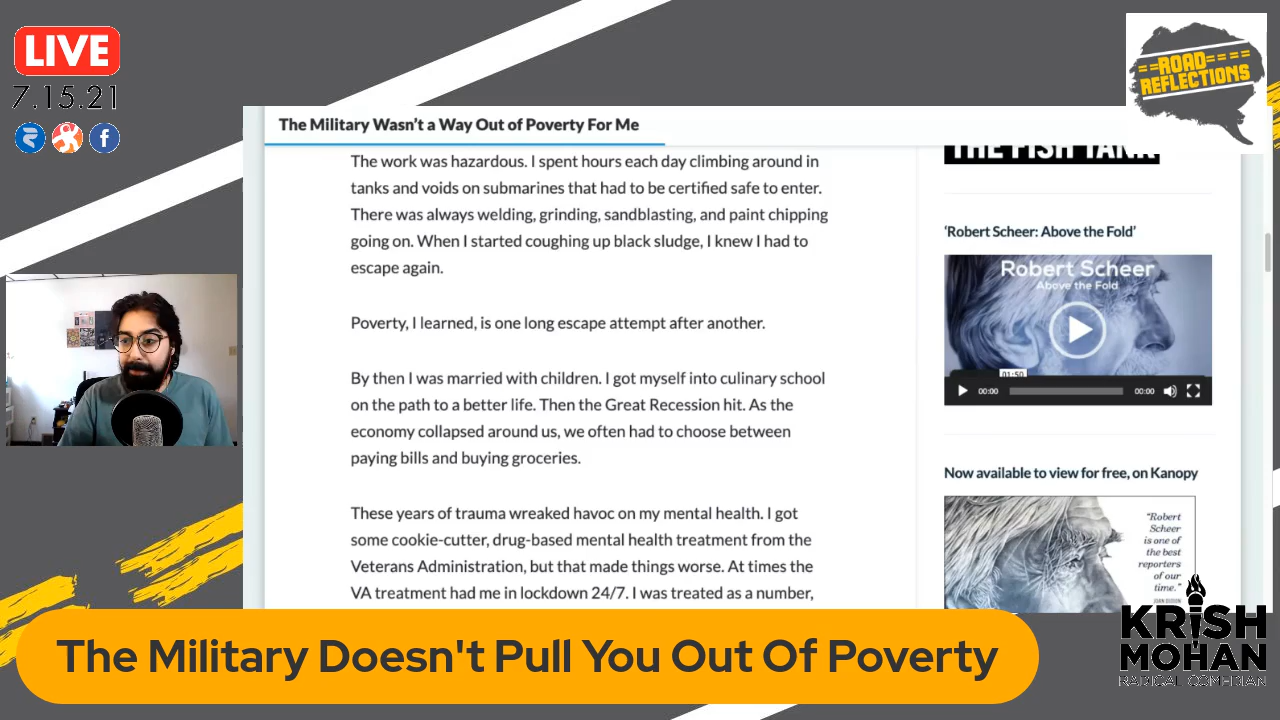 LIVE
7.15.21
==ROAD====
REFLECTIONS
The Military Wasn't a Way Out of Poverty For Me
The work was hazardous. I spent hours each day climbing around in
tanks and voids on submarines that had to be certified safe to enter.
There was always welding, grinding, sandblasting, and paint chipping
going on. When I started coughing up black sludge, I knew I had to
escape again.
Poverty, I learned, is one long escape attempt after another.
By then I was married with children. I got myself into culinary school
on the path to a better life. Then the Great Recession hit. As the
economy collapsed around us, we often had to choose between
paying bills and buying groceries.
These years of trauma wreaked havoc on my mental health. I got
some cookie-cutter, drug-based mental health treatment from the
Veterans Administration, but that made things worse. At times the
VA treatment had me in lockdown 24/7. I was treated as a number,
THE FISH TANK
‘Robert Scheer: Above the Fold’
Robert Scheer
Above the Fold
01:50
00:00
00:00
Now available to view for free, on Kanopy
"Robert
Scheer
is one of
the best
reporters
of our
time."
JOAN DIDION
The Military Doesn't Pull You Out Of Poverty
KRISH
MOHAN
RADICAL COMEDIAN